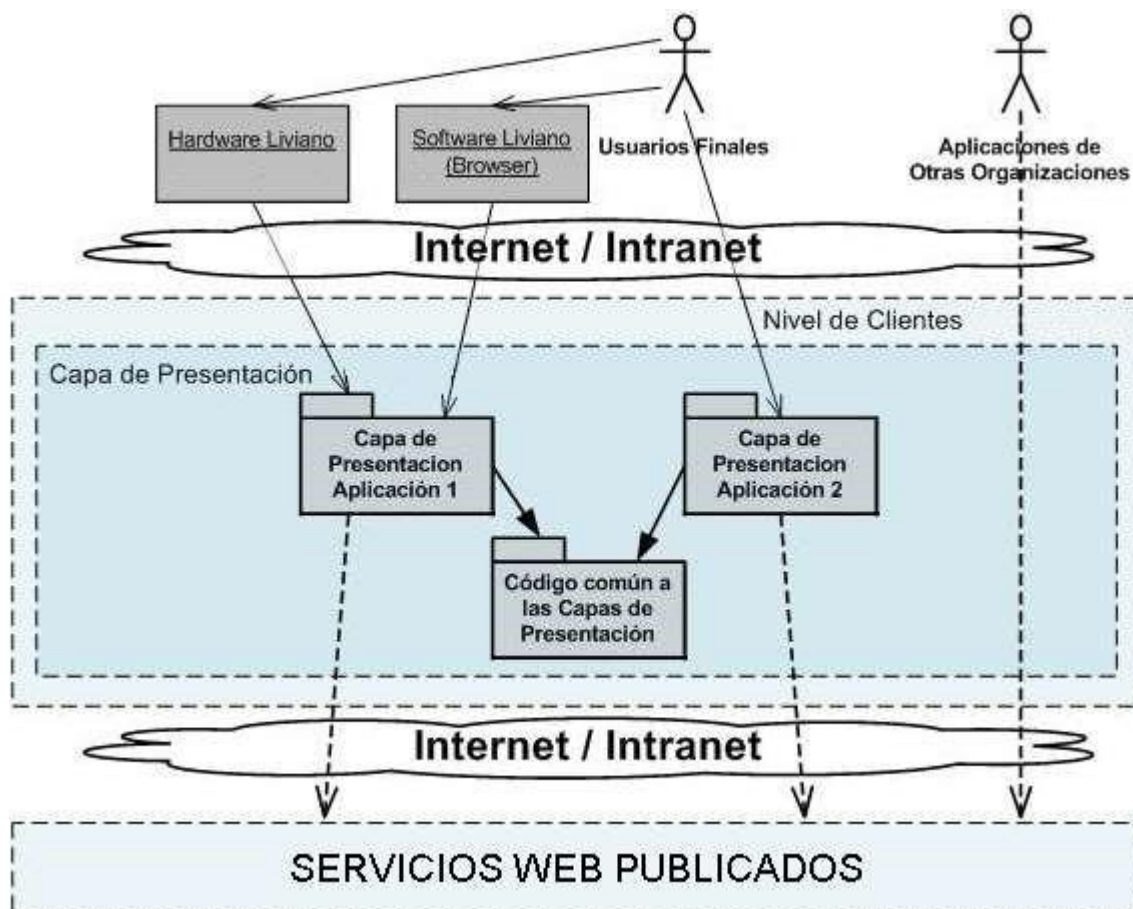 Hardware Liviano
Software Liviano
(Browser)
Usuarios Finales
Aplicaciones de
Otras Organizaciones
Internet / Intranet
Nivel de Clientes
Capa de Presentación
Capa de
Presentacion
Aplicación 1
Capa de
Presentacion
Aplicación 2
Código común a
las Capas de
Presentación
Internet / Intranet
SERVICIOS WEB PUBLICADOS